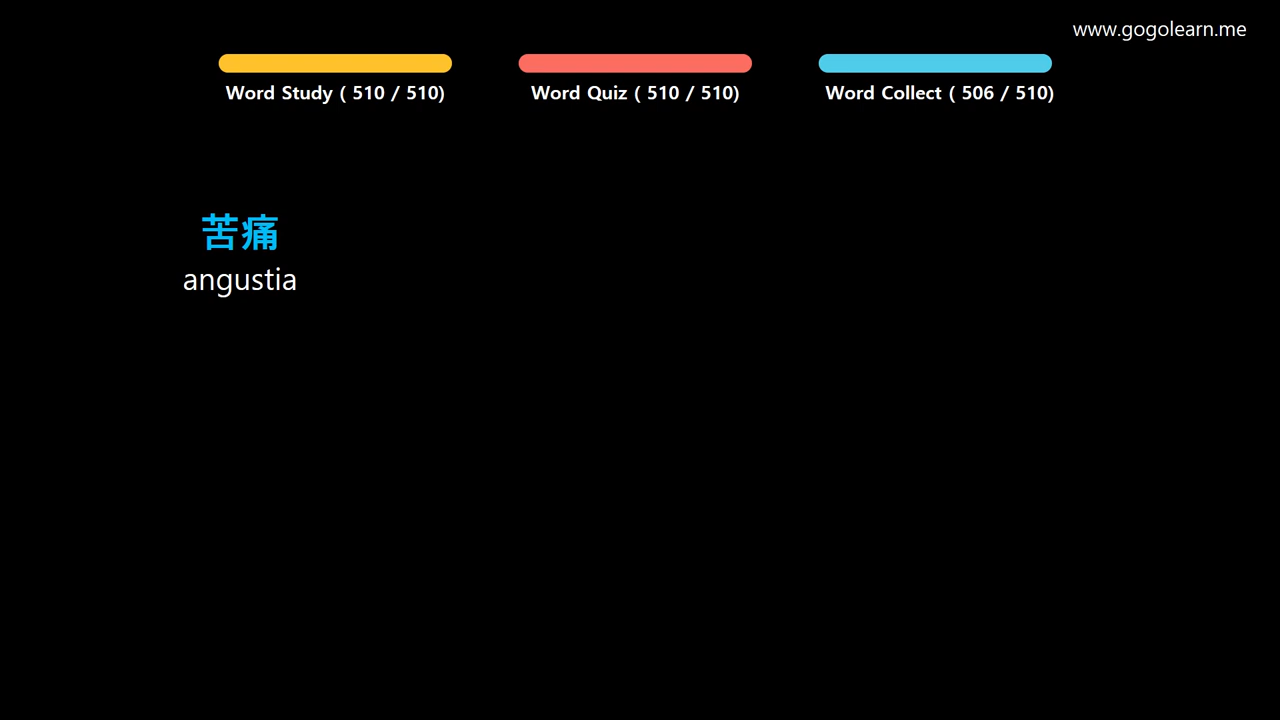 www.gogolearn.me
Word Study ( 510 / 510)
Word Quiz ( 510 / 510)
Word Collect ( 506 / 510)
苦痛
angustia